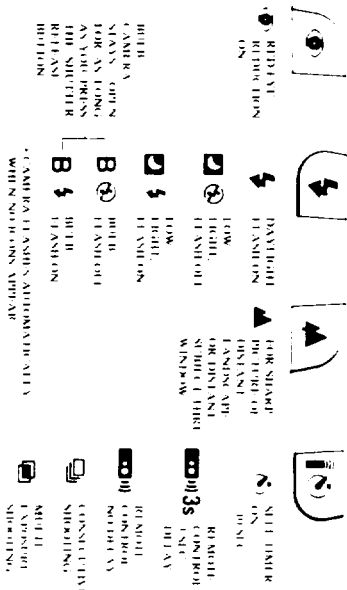 RED-EYE
REDUCTION
ON
BULB
CAMERA
STAYS OPEN
FOR AS LONG
AS YOU PRESS
THE SHUTTER
RELEASE
BUTTON
DAYLIGHT
FLASH ON
LOW
LIGHT,
FLASH OFF
LOW
LIGHT,
FLASH ON
B BULB
FLASH OFF
B BULB
FLASH ON
• CAMERA FLASHES AUTOMATICALLY
WHEN NO ICONS APPEAR
FOR SHARP
PICTURE OF
DISTANT
LANDSCAPE
OR DISTANT
SUBJECT THRU
WINDOW
SELF TIMER
ON
3s REMOTE
CONTROL
DELAY
REMOTE
CONTROL
NO DELAY
CONSECUTIVE
SHOOTING
MULTI
EXPOSURE
SHOOTING